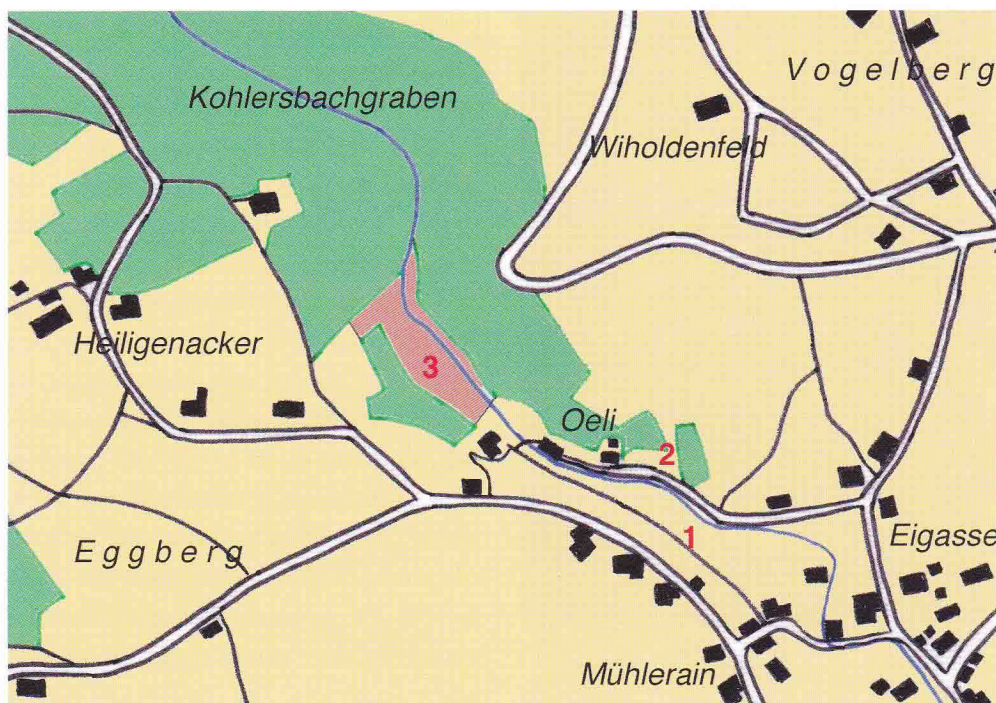 Vogelberg
Kohlersbachgraben
Wiholdenfeld
Heiligenacker
3
Oeli
2
1
Eigasse
Eggberg
Mühlerain